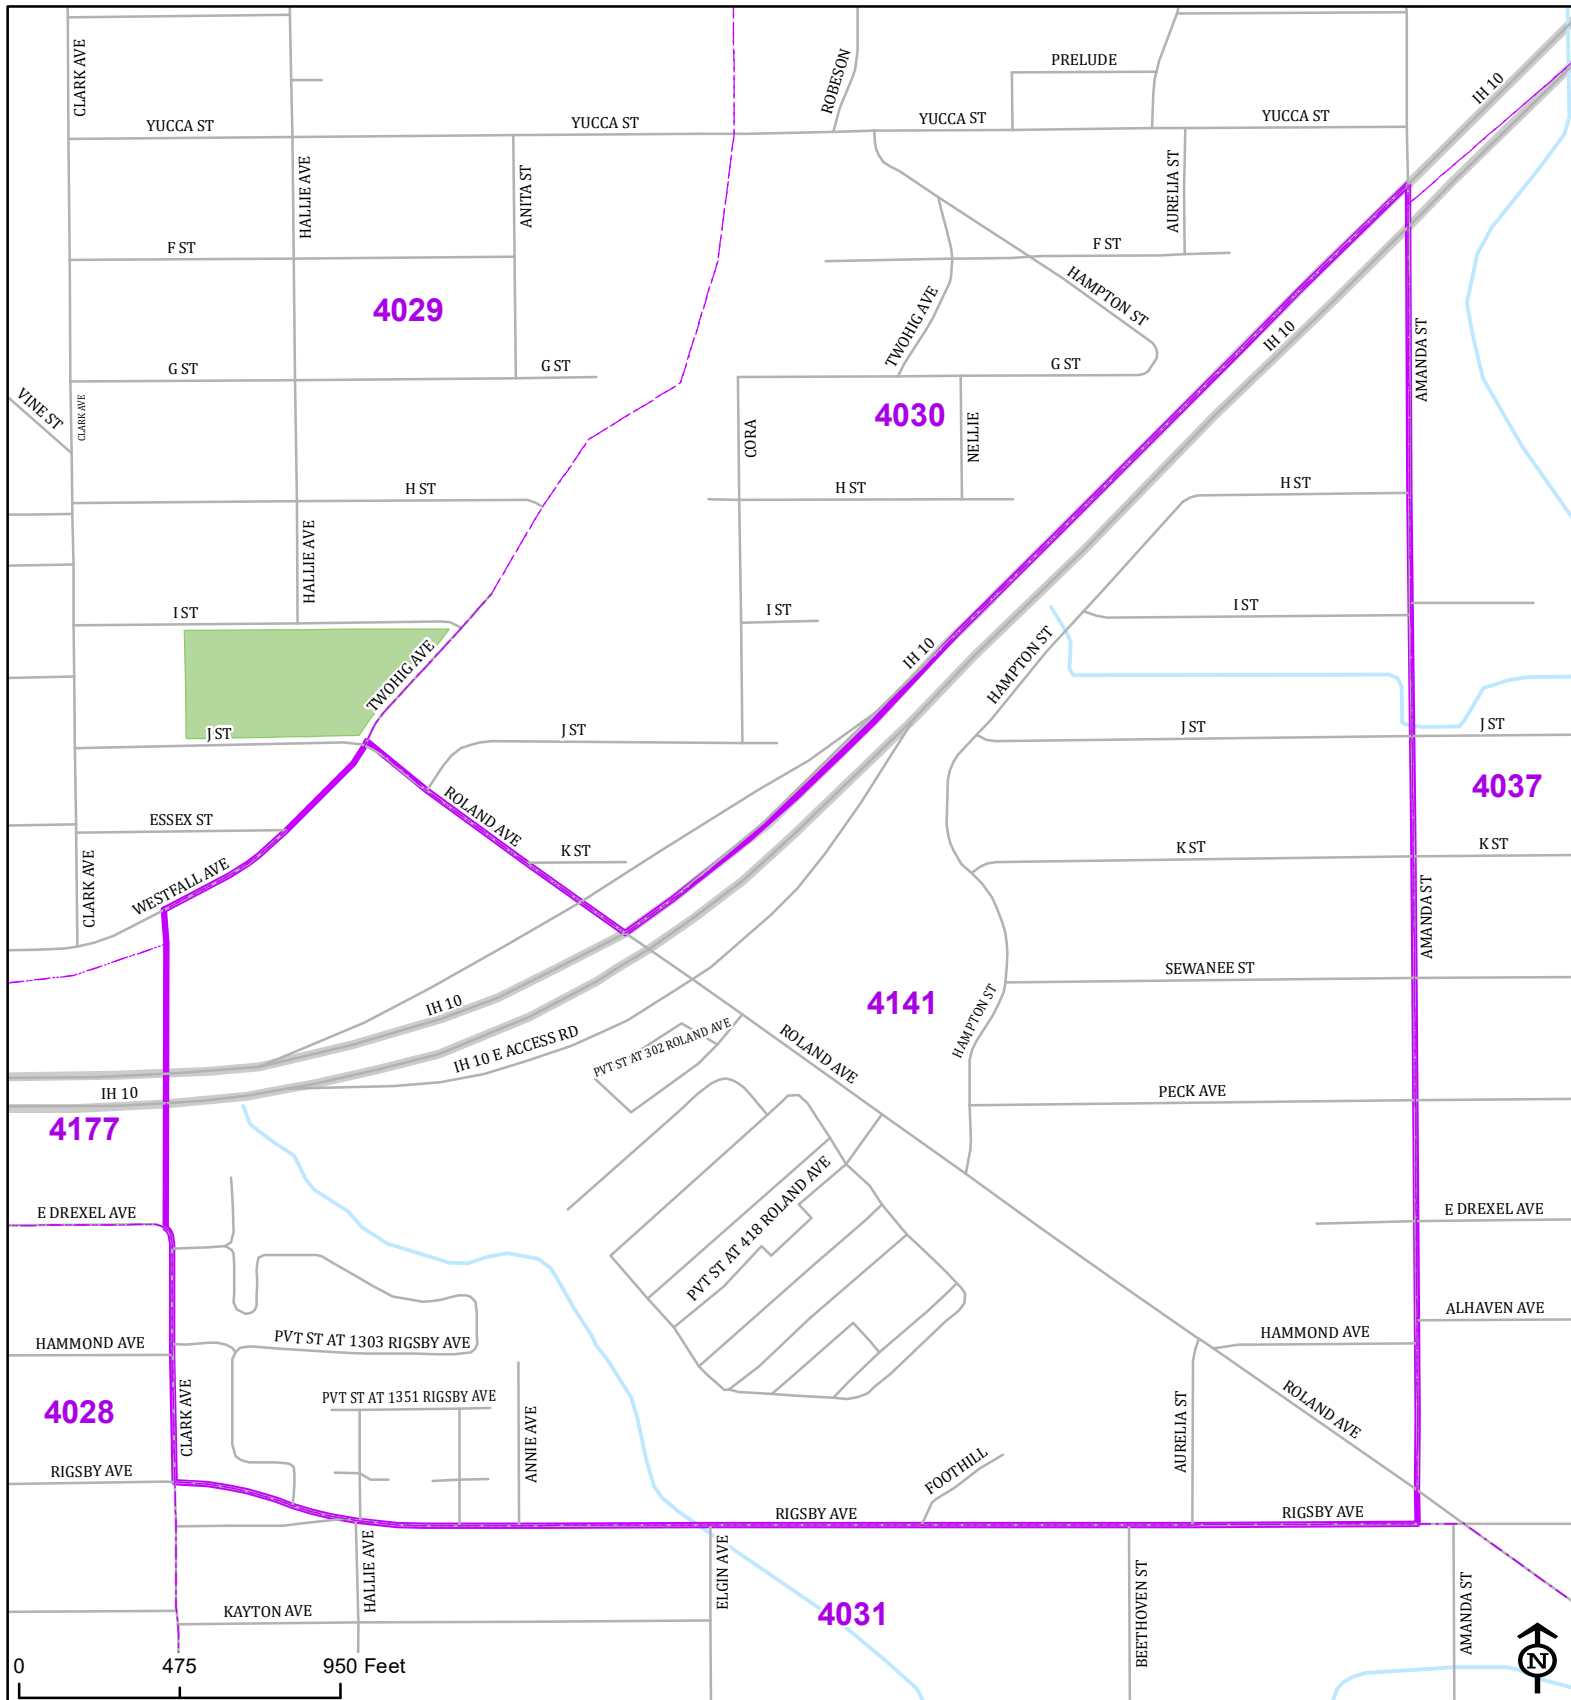 CLARK AVE
PRELUDE
ROBESON
IH 10
YUCCA ST
YUCCA ST
YUCCA ST
YUCCA ST
HALLIE AVE
ANITA ST
AURELIA ST
F ST
F ST
4029
HAMPTON ST
TWOHIG AVE
IH 10
AMANDA ST
G ST
G ST
G ST
VINE ST
CLARK AVE
4030
CORA
NELLIE
H ST
H ST
H ST
HALLIE AVE
I ST
I ST
I ST
TWOHIG AVE
IH 10
HAMPTON ST
J ST
J ST
J ST
J ST
4037
ESSEX ST
ROLAND AVE
K ST
K ST
K ST
WESTFALL AVE
CLARK AVE
AMANDA ST
SEWANEE ST
4141
HAMPTON ST
IH 10
IH 10 E ACCESS RD
PVT ST AT 302 ROLAND AVE
ROLAND AVE
IH 10
PECK AVE
4177
PVT ST AT 418 ROLAND AVE
E DREXEL AVE
E DREXEL AVE
HAMMOND AVE
PVT ST AT 1303 RIGSBY AVE
HAMMOND AVE
ALHAVEN AVE
4028
CLARK AVE
PVT ST AT 1351 RIGSBY AVE
ANNIE AVE
AURELIA ST
ROLAND AVE
RIGSBY AVE
FOOTHILL
RIGSBY AVE
RIGSBY AVE
HALLIE AVE
ELGIN AVE
BEETHOVEN ST
AMANDA ST
KAYTON AVE
4031
0 475 950 Feet
N